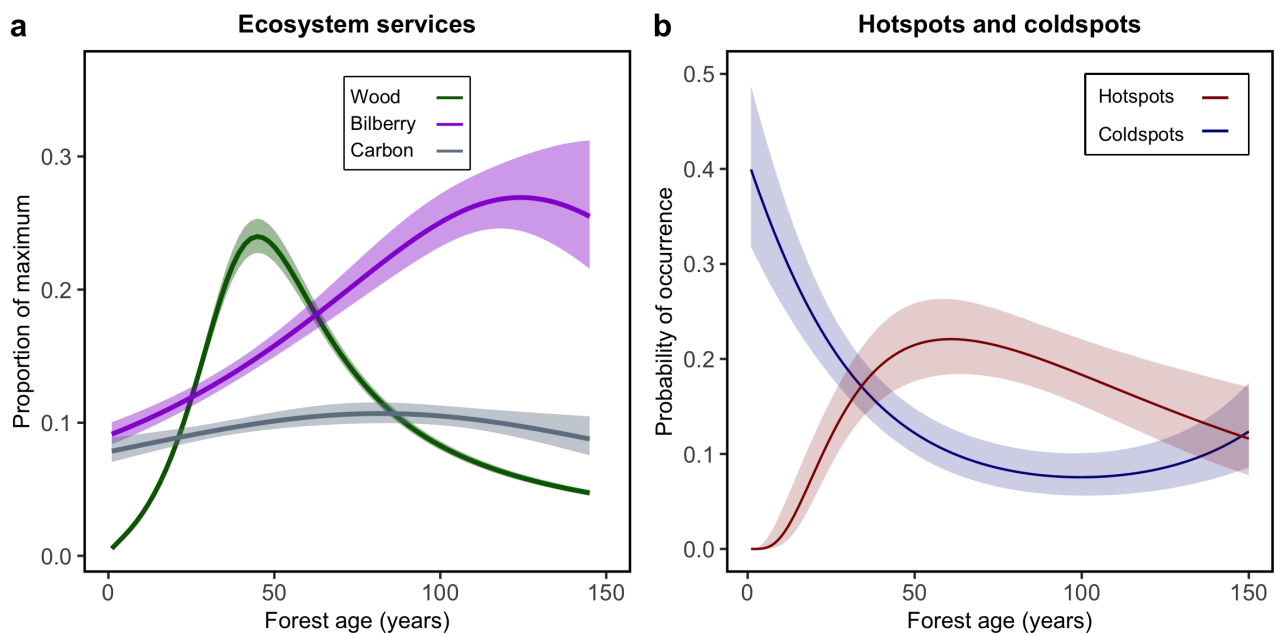 a
Ecosystem services
Wood
Bilberry
Carbon
Proportion of maximum
0.3
0.2
0.1
0.0
0
50
100
150
Forest age (years)
b
Hotspots and coldspots
Hotspots
Coldspots
Probability of occurrence
0.5
0.4
0.3
0.2
0.1
0.0
0
50
100
150
Forest age (years)